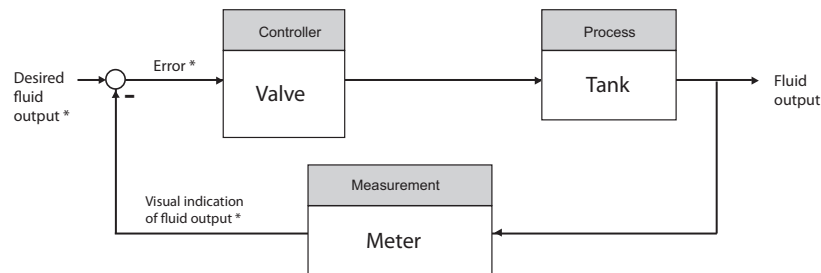 Controller
Process
Desired
fluid
output *
Error *
Valve
Tank
Fluid
output
Measurement
Visual indication
of fluid output *
Meter